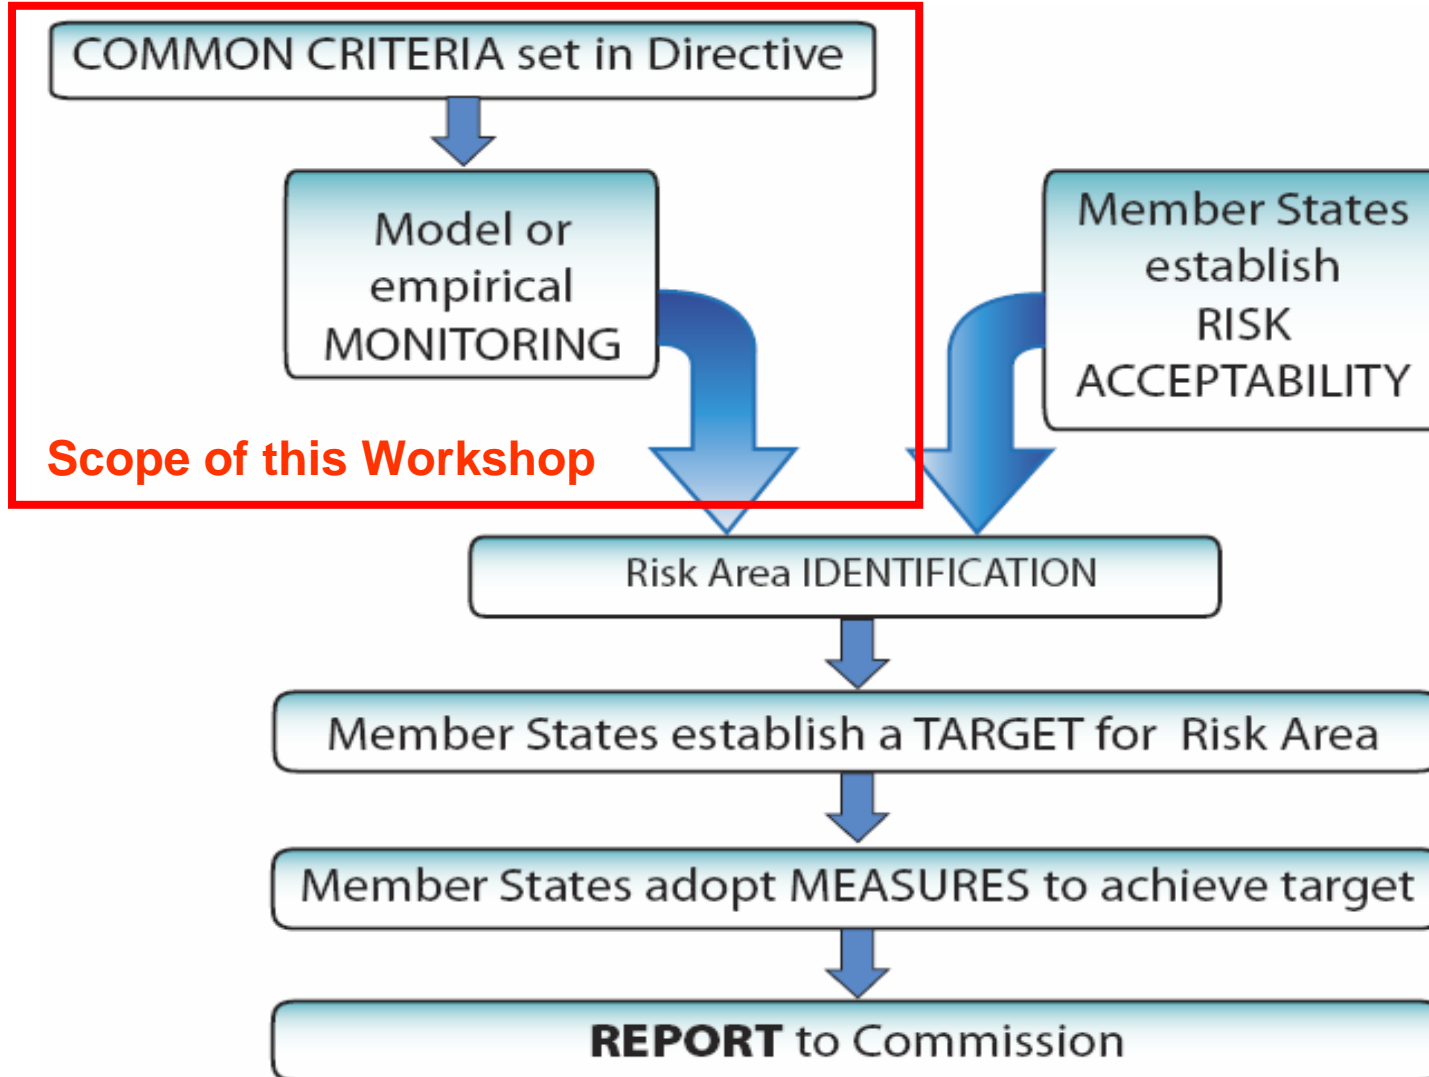 COMMON CRITERIA set in Directive
Model or
empirical
MONITORING
Member States
establish
RISK
ACCEPTABILITY
Scope of this Workshop
Risk Area IDENTIFICATION
Member States establish a TARGET for Risk Area
Member States adopt MEASURES to achieve target
REPORT to Commission